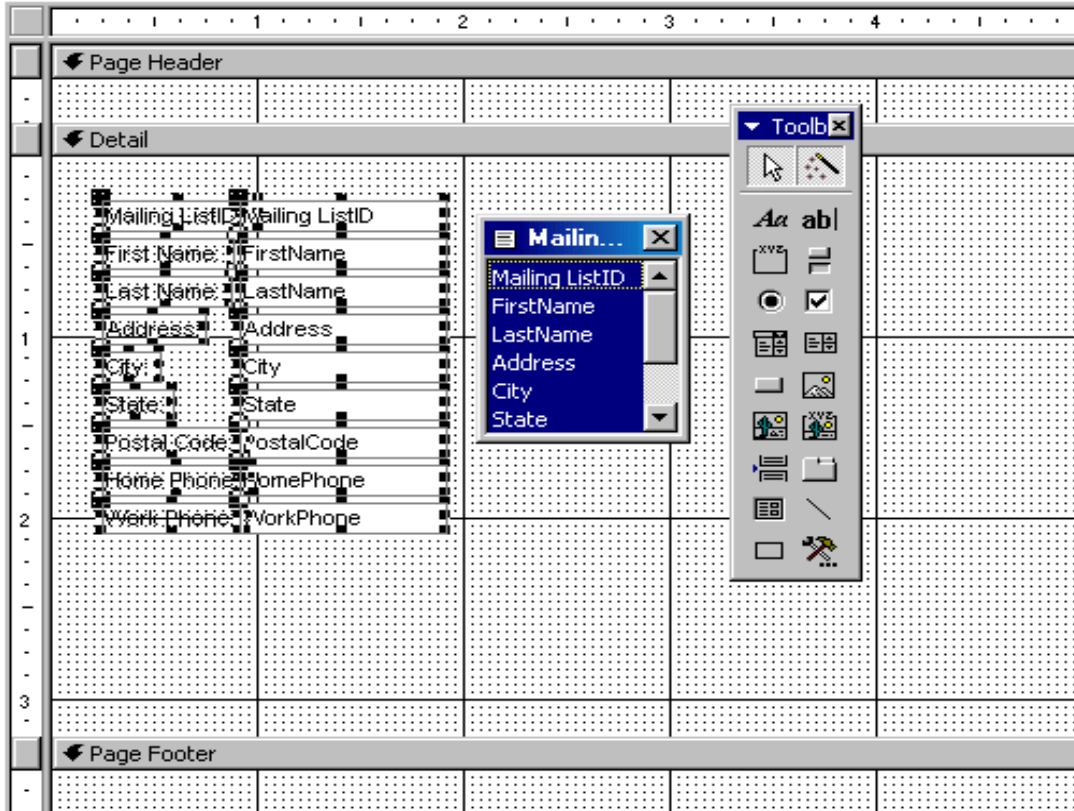 1 2 3 4
Page Header
Detail
Toolb
Mailing ListID: Mailing ListID
First Name: FirstName
Last Name: LastName
Address: Address
City: City
State: State
Postal Code: PostalCode
Home Phone: HomePhone
Work Phone: WorkPhone
Mailin...
Mailing ListID
FirstName
LastName
Address
City
State
Aa ab|
XYZ
XYZ
1
2
3
Page Footer